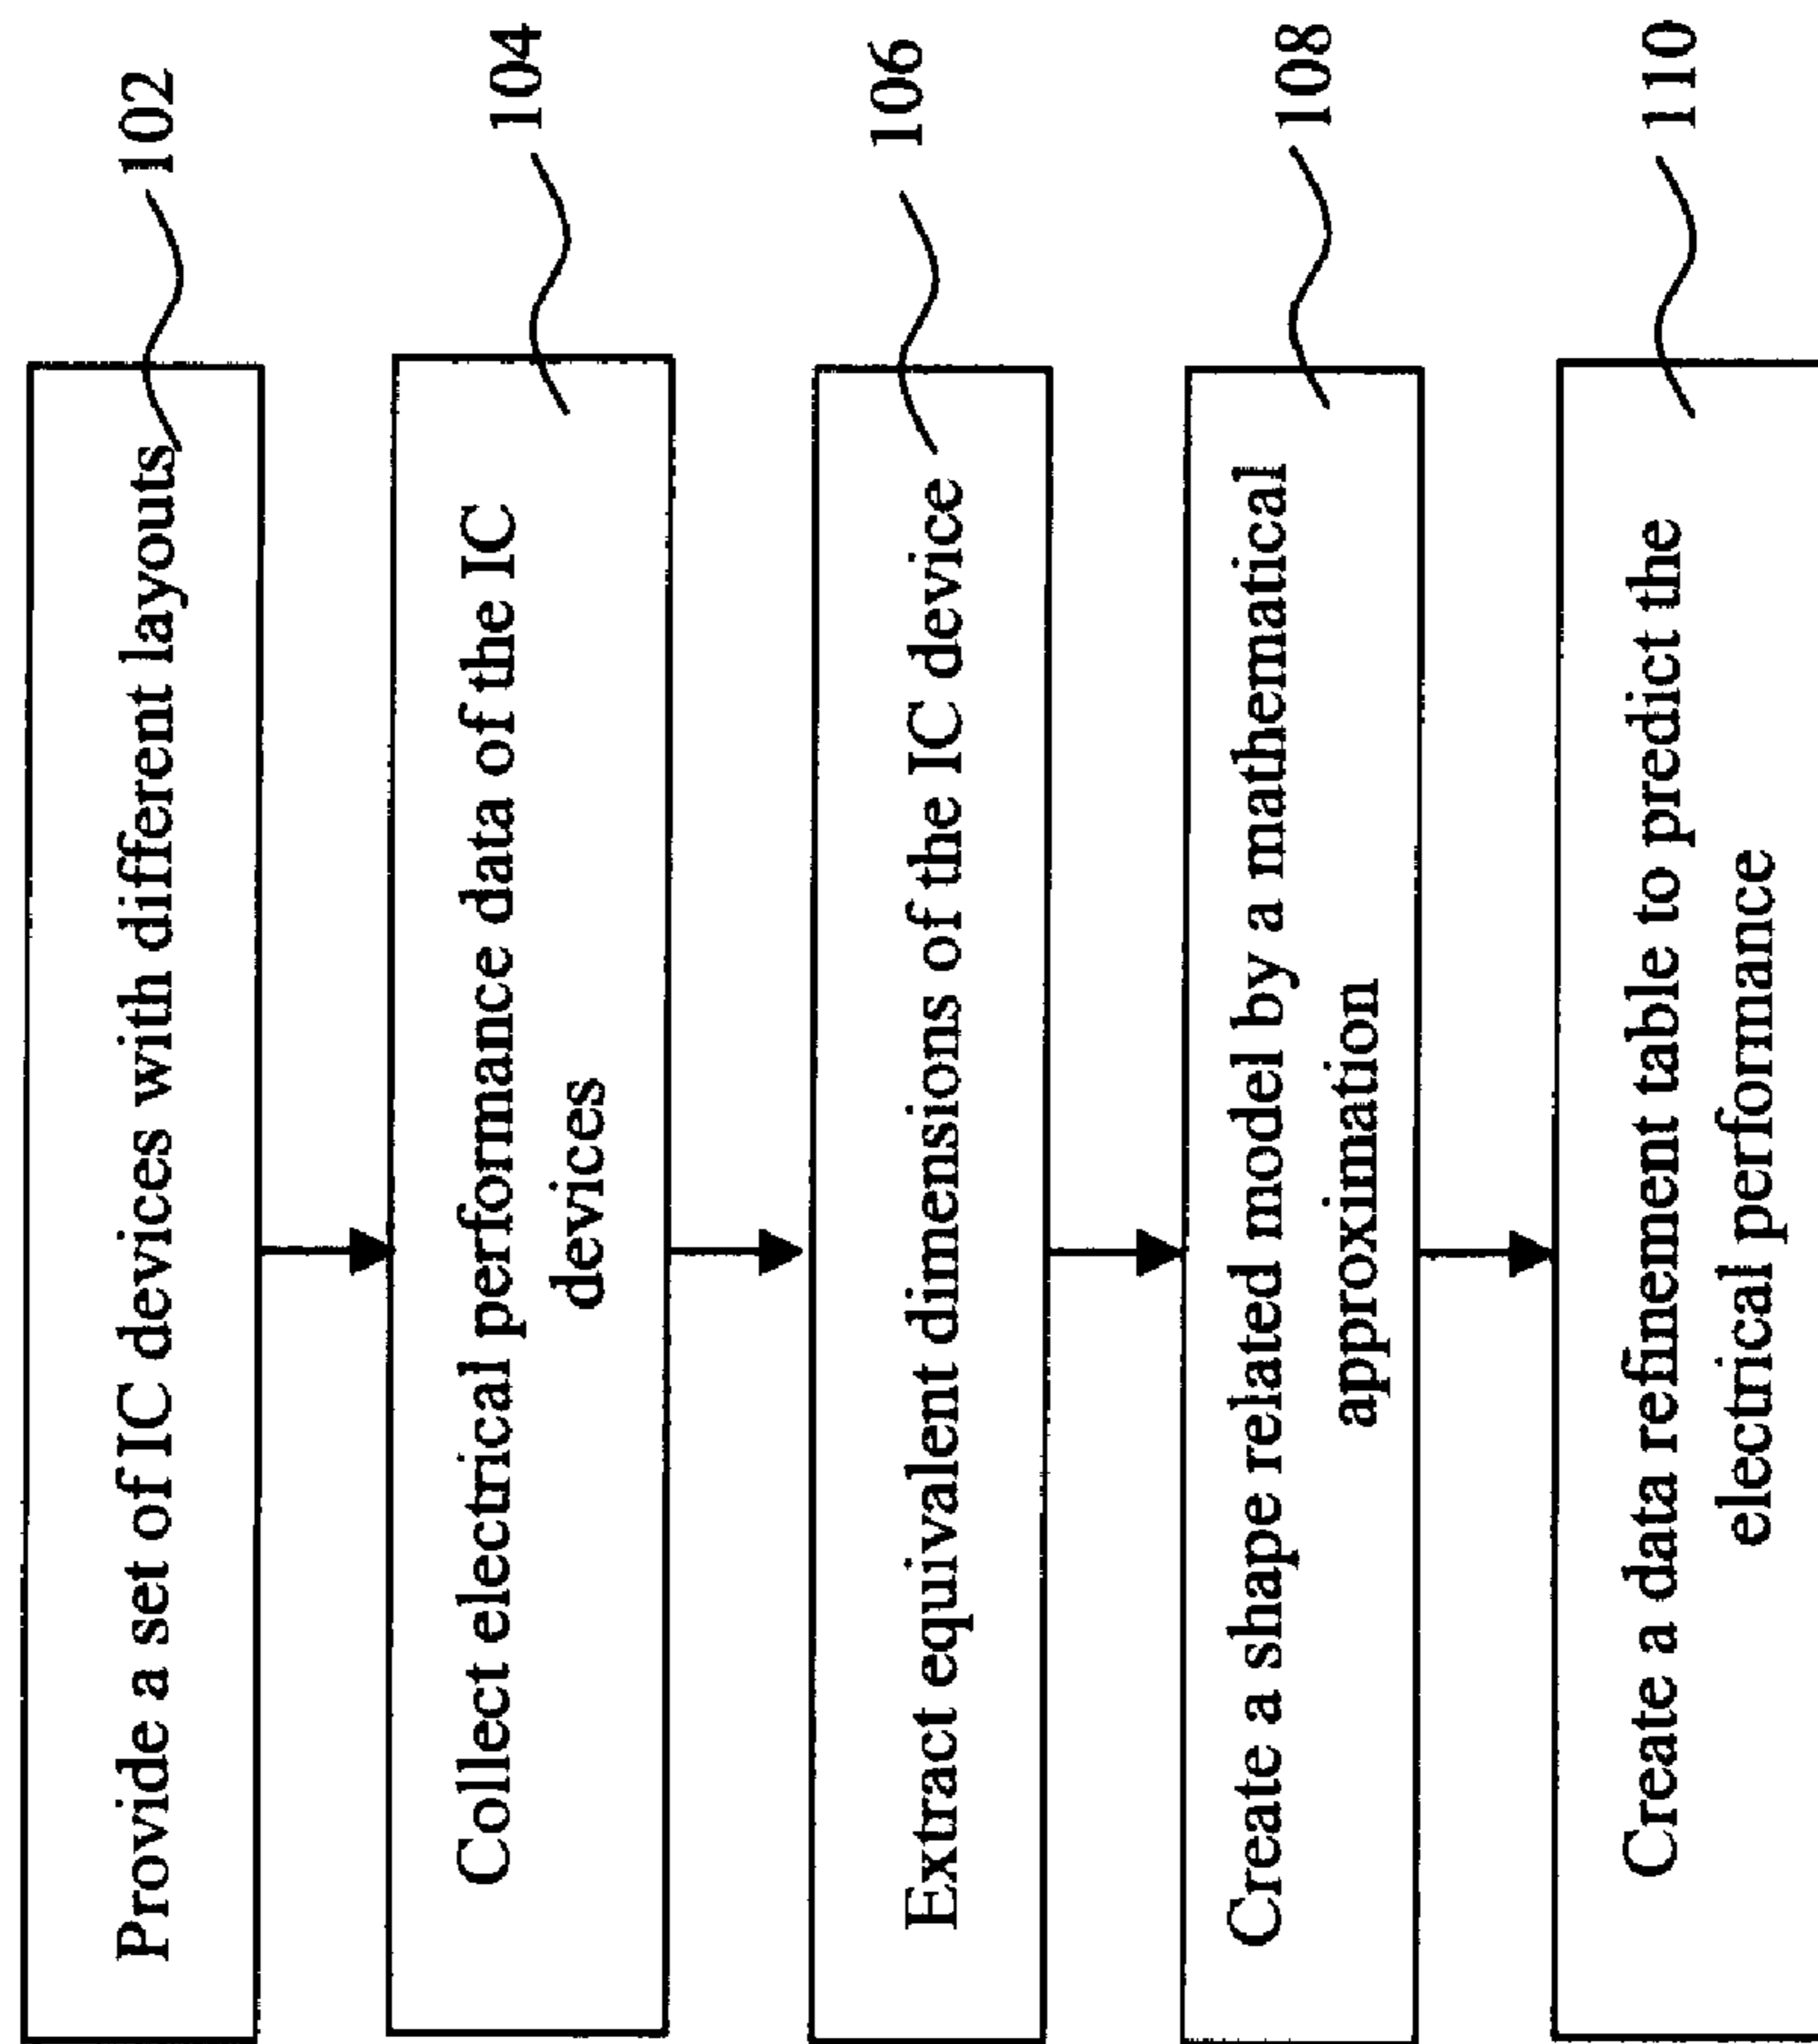 Provide a set of IC devices with different layouts
102
Collect electrical performance data of the IC
devices
104
Extract equivalent dimensions of the IC device
106
Create a shape related model by a mathematical
approximation
108
Create a data refinement table to predict the
electrical performance
110